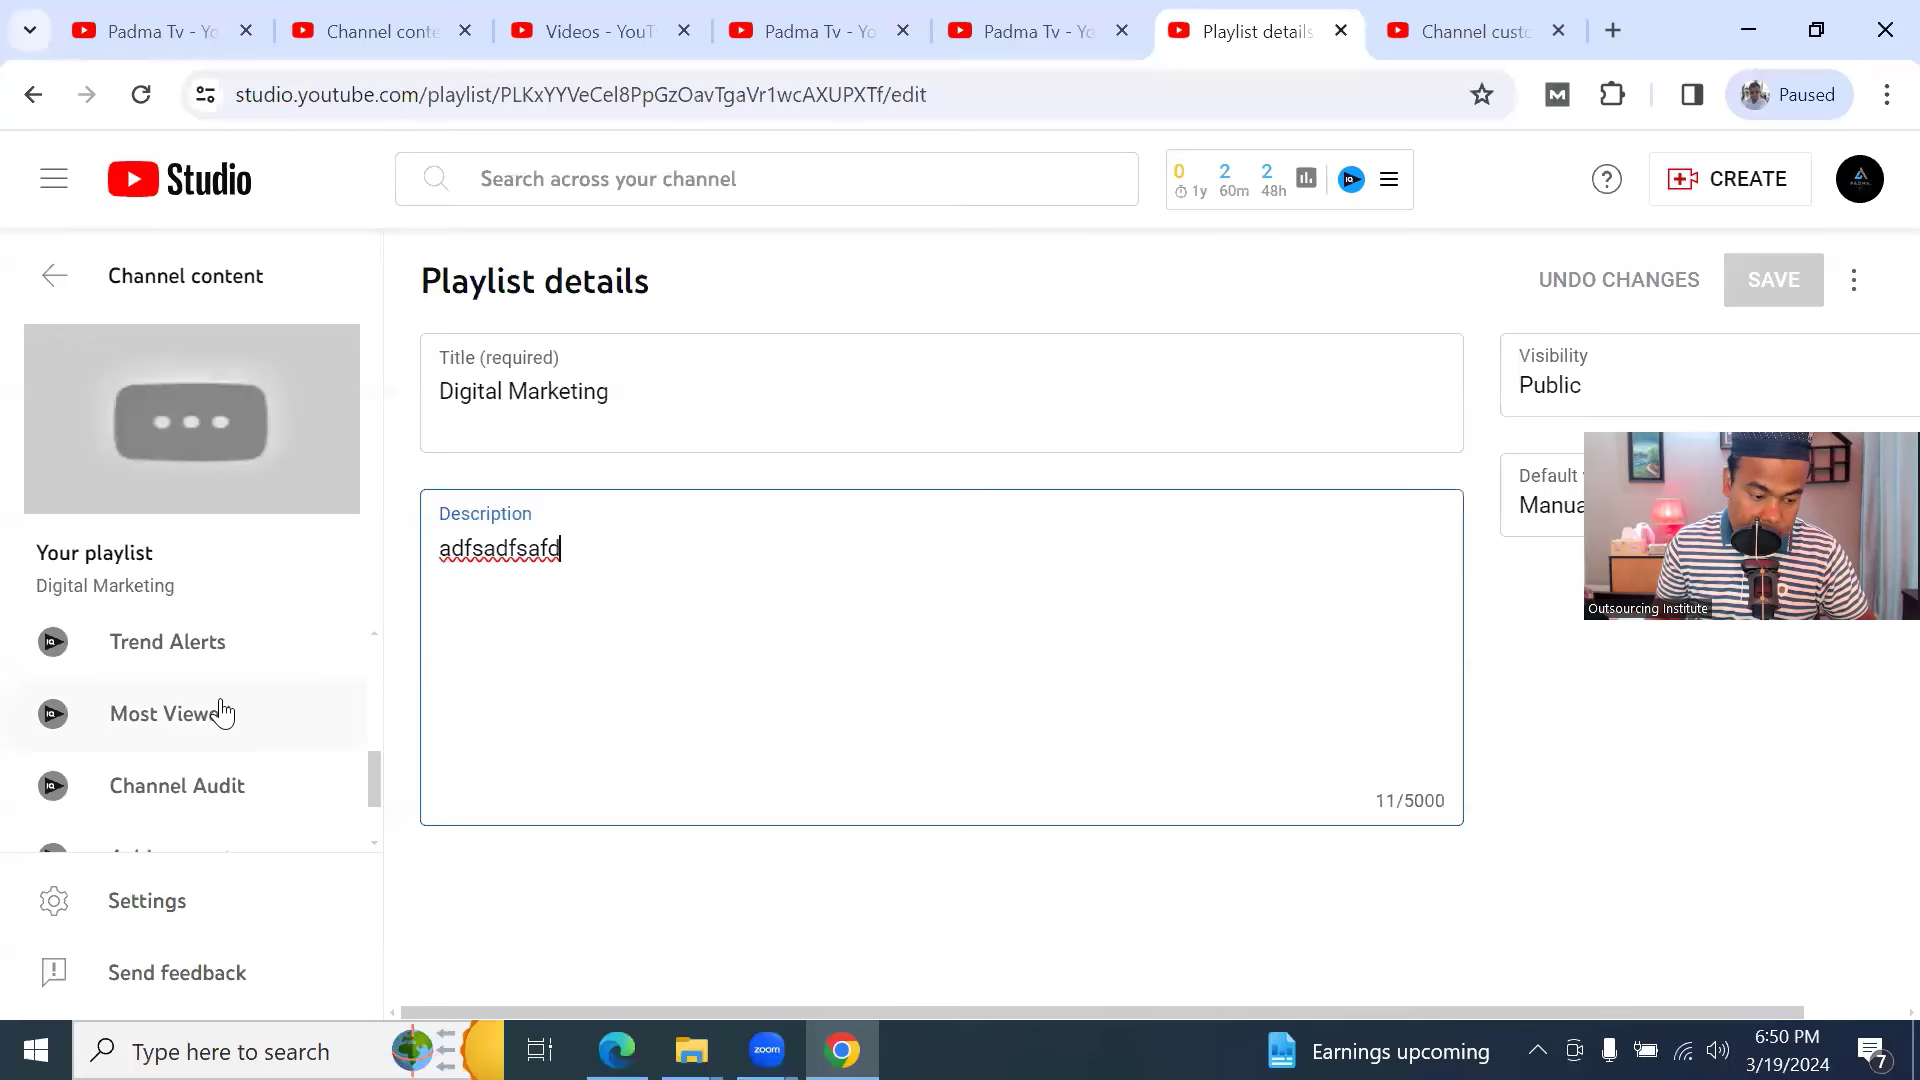 Padma Tv - Yo
Channel conte
Videos - YouT
Padma Tv - Yo
Padma Tv - Yo
Playlist details
Channel custo
studio.youtube.com/playlist/PLKxYYVeCel8PpGzOavTgaVr1wcAXUPXTf/edit
M
Paused
Studio
Search across your channel
0 2 2
1y 60m 48h
IQ
?
CREATE
PADMA
Channel content
Playlist details
UNDO CHANGES
SAVE
Title (required)
Digital Marketing
Visibility
Public
Description
adfsadfsafd
11/5000
Default
Manua
Outsourcing Institute
Your playlist
Digital Marketing
Trend Alerts
Most Viewe
Channel Audit
Settings
Send feedback
Type here to search
zoom
Earnings upcoming
6:50 PM
3/19/2024
7